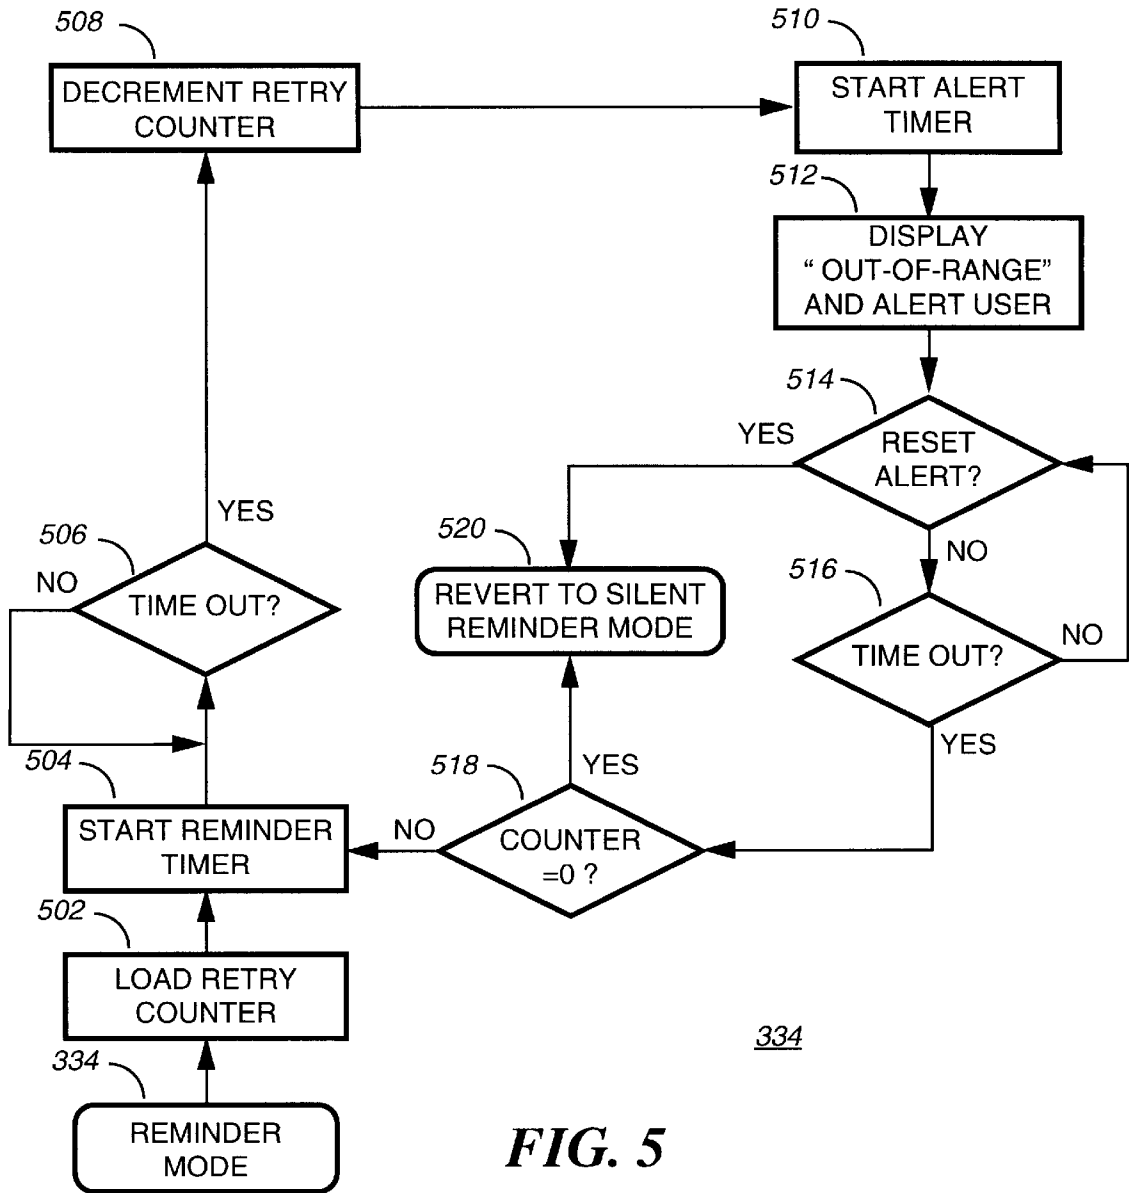 508
DECREMENT RETRY
COUNTER
510
START ALERT
TIMER
512
DISPLAY
“ OUT-OF-RANGE”
AND ALERT USER
514
YES
RESET
ALERT?
NO
506
YES
NO
TIME OUT?
520
REVERT TO SILENT
REMINDER MODE
516
TIME OUT?
NO
YES
504
START REMINDER
TIMER
518
YES
NO
COUNTER
=0 ?
502
LOAD RETRY
COUNTER
334
REMINDER
MODE
334
FIG. 5